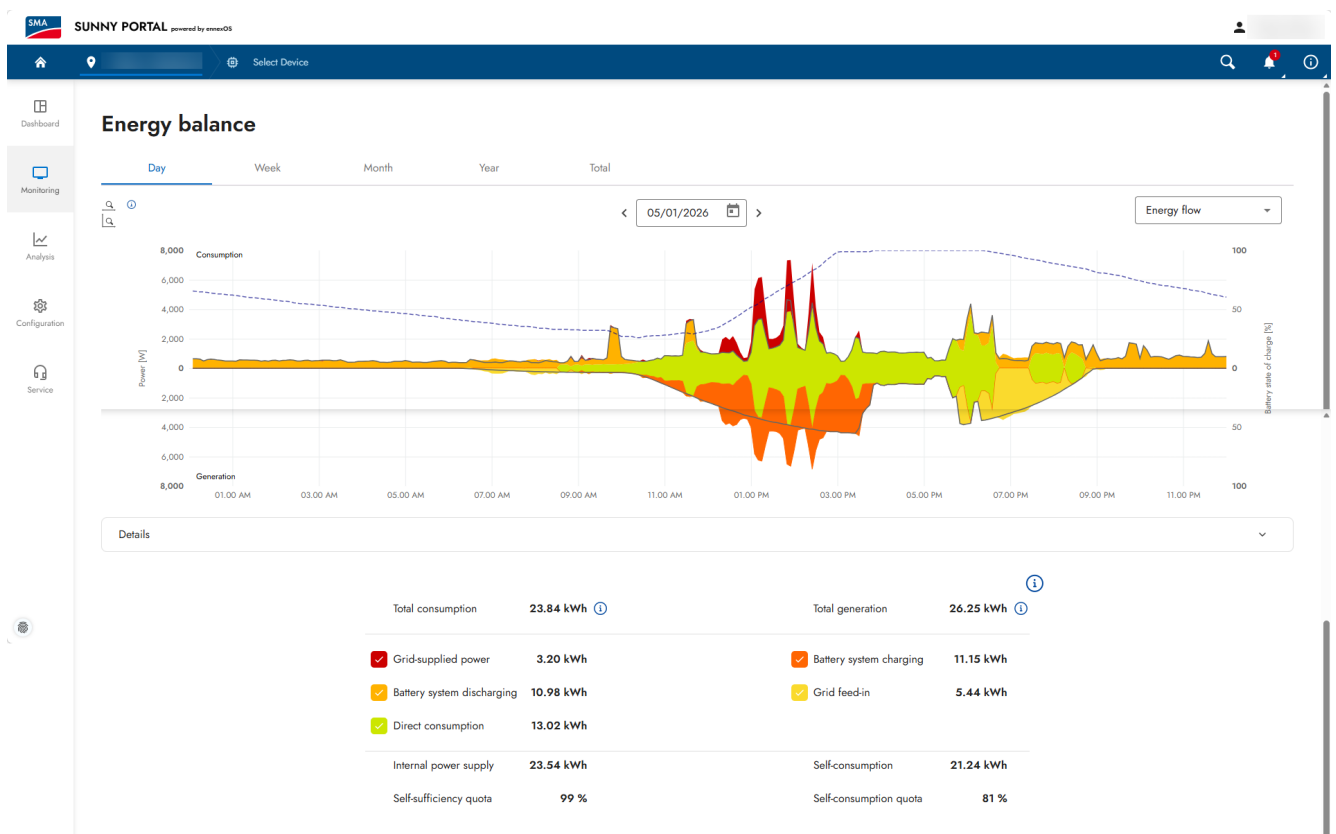 SMA
SUNNY PORTAL powered by ennexOS
Select Device
1
Dashboard
Monitoring
Analysis
Configuration
Service
Energy balance
Day Week Month Year Total
05/01/2026
Energy flow
8,000 Consumption 100
6,000
4,000 50
2,000
0 0
2,000
4,000 50
6,000
Generation
8,000 100
Power [W]
Battery state of charge [%]
01.00 AM 03.00 AM 05.00 AM 07.00 AM 09.00 AM 11.00 AM 01.00 PM 03.00 PM 05.00 PM 07.00 PM 09.00 PM 11.00 PM
Details
Total consumption 23.84 kWh
Total generation 26.25 kWh
Grid-supplied power 3.20 kWh
Battery system charging 11.15 kWh
Battery system discharging 10.98 kWh
Grid feed-in 5.44 kWh
Direct consumption 13.02 kWh
Internal power supply 23.54 kWh
Self-consumption 21.24 kWh
Self-sufficiency quota 99 %
Self-consumption quota 81 %